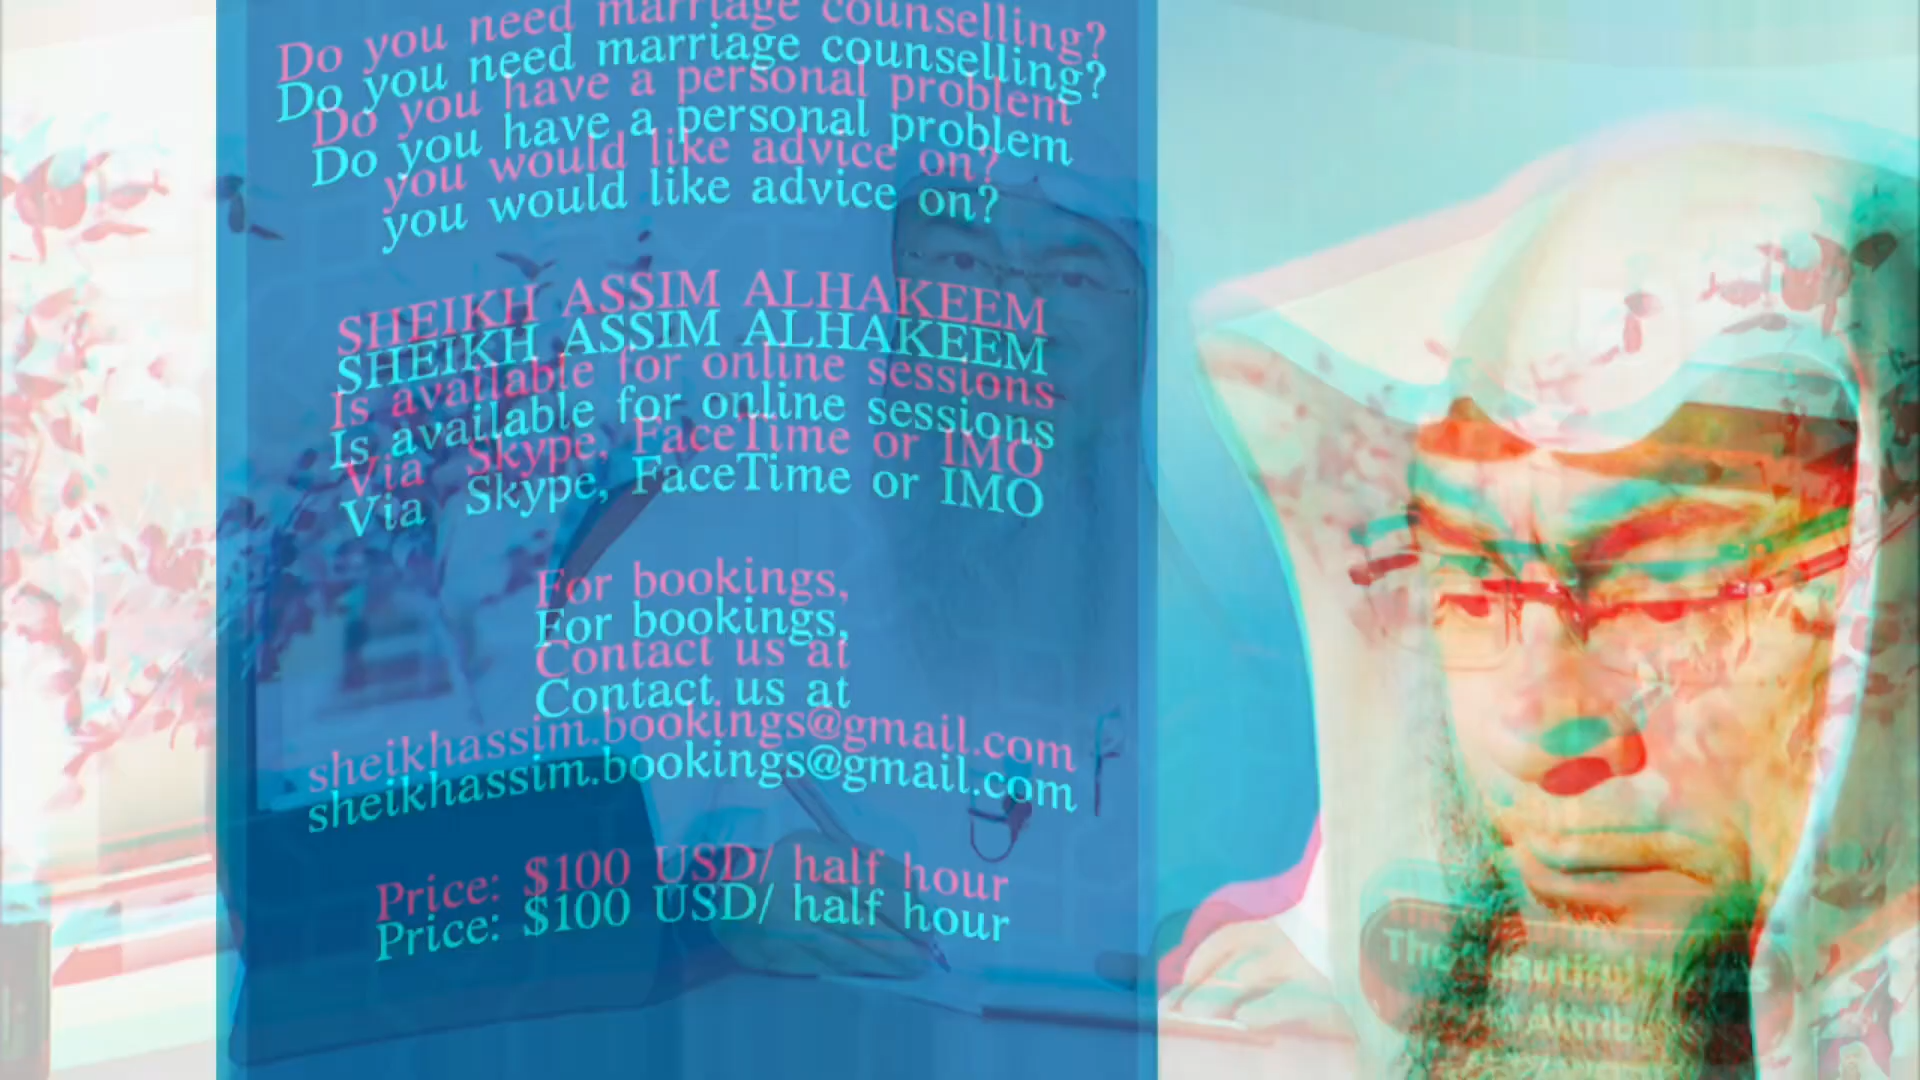 Do you need marriage counselling?
Do you have a personal problem
you would like advice on?
SHEIKH ASSIM ALHAKEEM
Is available for online sessions
Via Skype, FaceTime or IMO
For bookings,
Contact us at
sheikhassim.bookings@gmail.com
Price: $100 USD/ half hour
The Beautiful